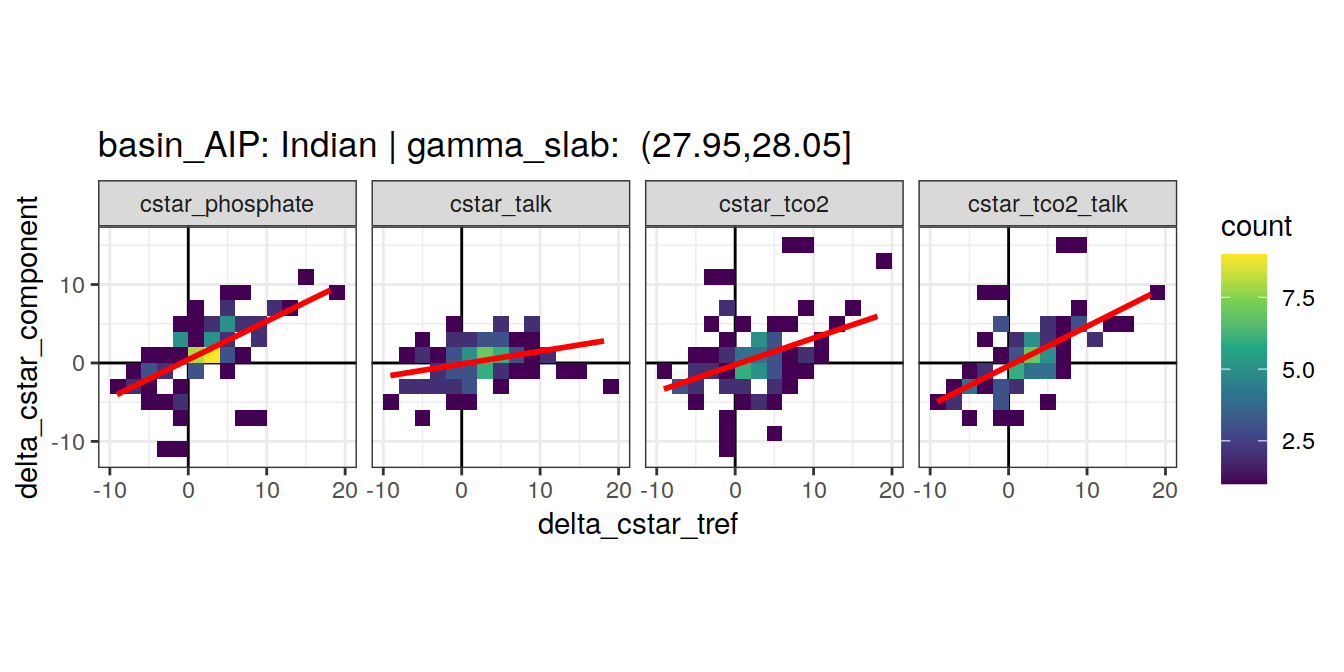 basin_AIP: Indian | gamma_slab:  (27.95,28.05]
cstar_phosphate
cstar_talk
cstar_tco2
cstar_tco2_talk
delta_cstar_component
10
0
-10
-10 0 10 20
-10 0 10 20
-10 0 10 20
-10 0 10 20
delta_cstar_tref
count
7.5
5.0
2.5